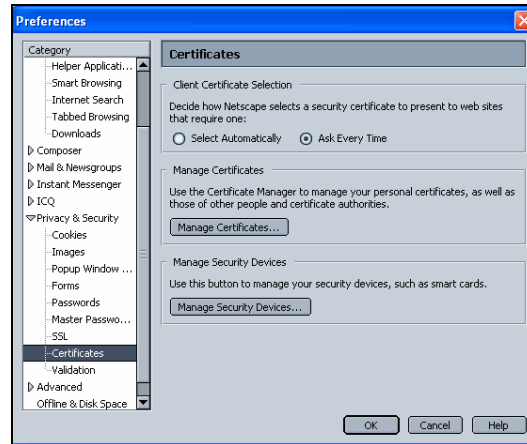 Preferences
Category
Helper Applicati...
Smart Browsing
Internet Search
Tabbed Browsing
Downloads
Composer
Mail & Newsgroups
Instant Messenger
ICQ
Privacy & Security
Cookies
Images
Popup Window ...
Forms
Passwords
Master Passwo...
SSL
Certificates
Validation
Advanced
Offline & Disk Space
Certificates
Client Certificate Selection
Decide how Netscape selects a security certificate to present to web sites
that require one:
Select Automatically Ask Every Time
Manage Certificates
Use the Certificate Manager to manage your personal certificates, as well as
those of other people and certificate authorities.
Manage Certificates...
Manage Security Devices
Use this button to manage your security devices, such as smart cards.
Manage Security Devices...
OK Cancel Help